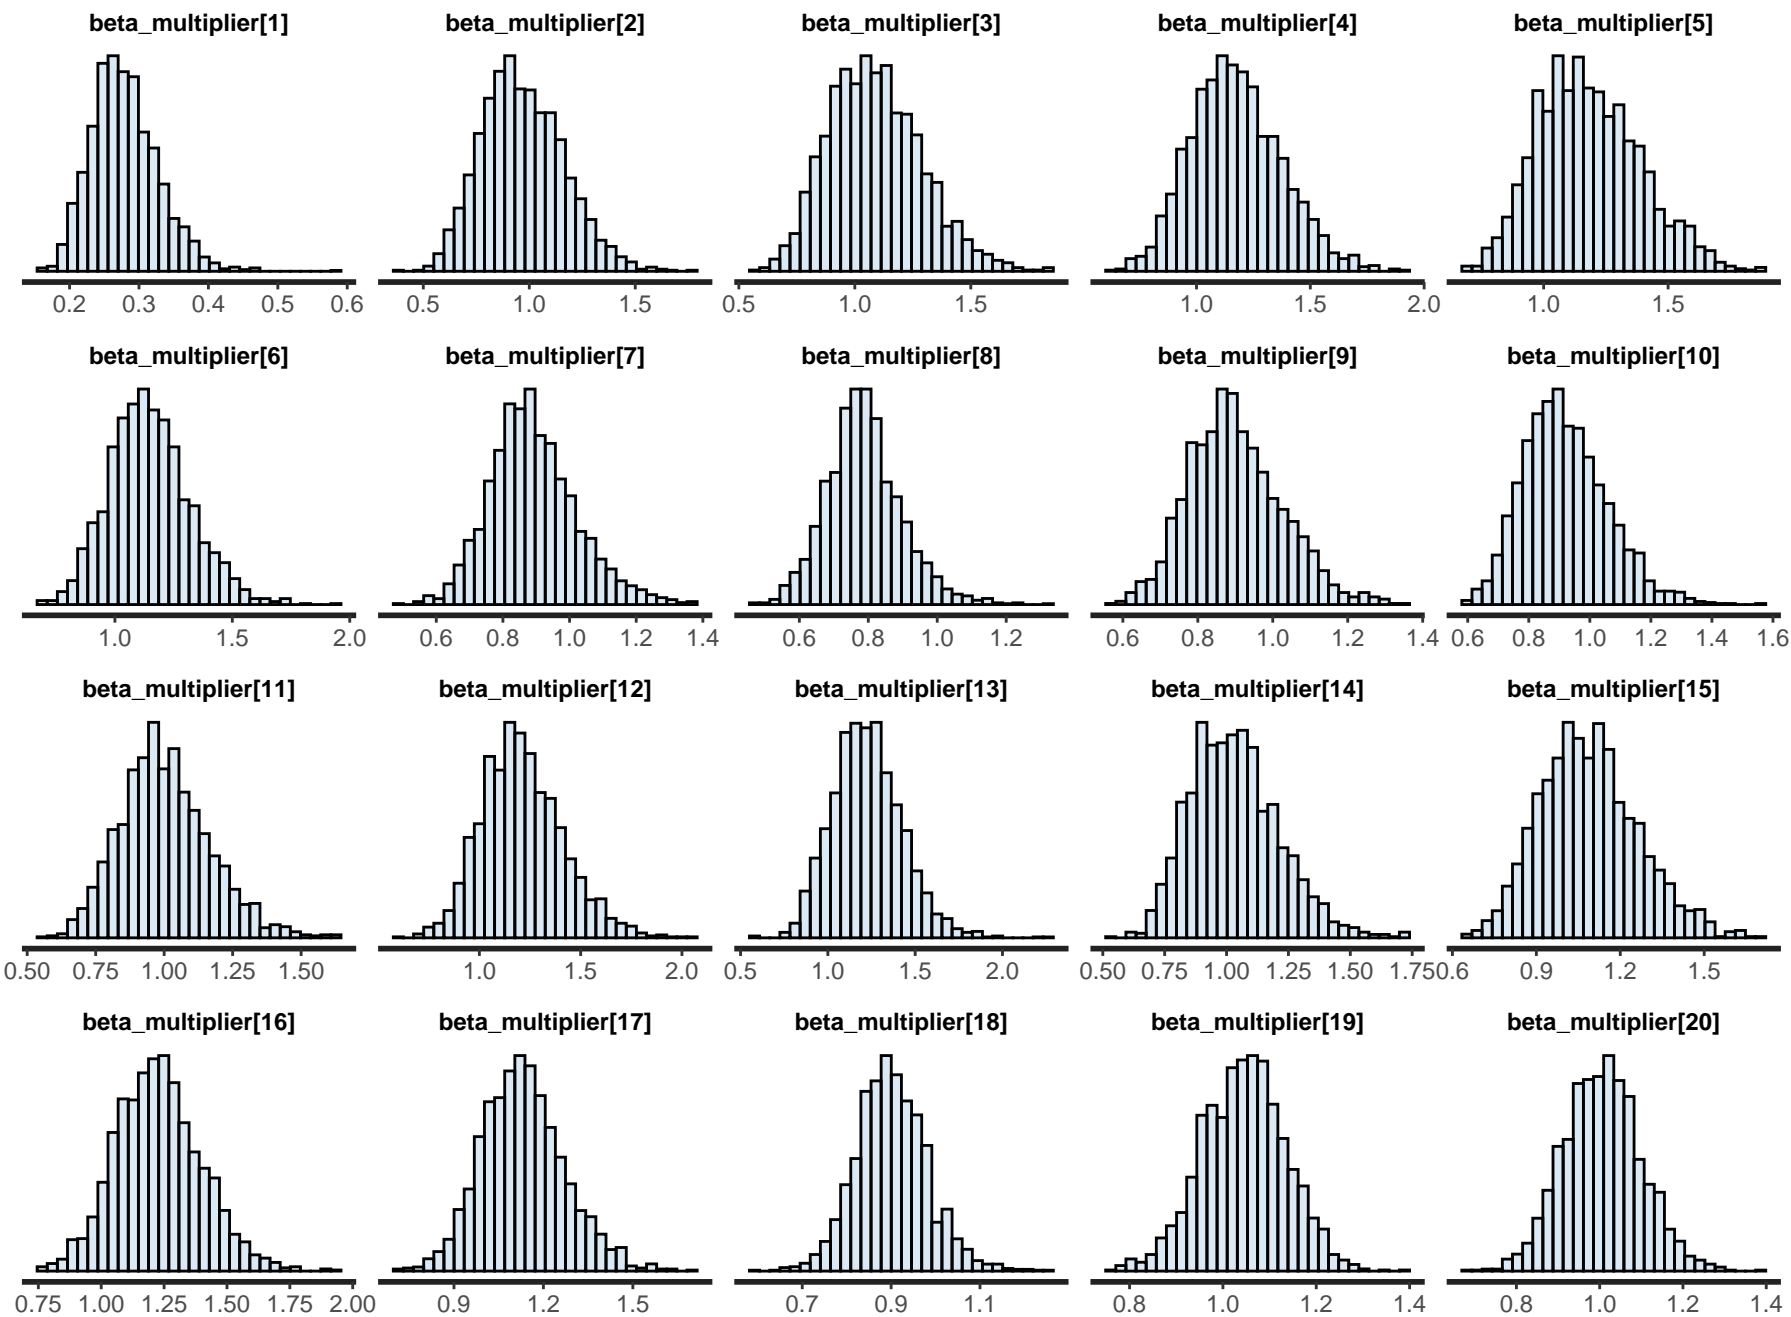 beta_multiplier[1] beta_multiplier[2] beta_multiplier[3] beta_multiplier[4] beta_multiplier[5]
0.2 0.3 0.4 0.5 0.6 0.5 1.0 1.5 0.5 1.0 1.5 1.0 1.5 2.0 1.0 1.5
beta_multiplier[6] beta_multiplier[7] beta_multiplier[8] beta_multiplier[9] beta_multiplier[10]
1.0 1.5 2.0 0.6 0.8 1.0 1.2 1.4 0.6 0.8 1.0 1.2 0.6 0.8 1.0 1.2 1.4 0.6 0.8 1.0 1.2 1.4 1.6
beta_multiplier[11] beta_multiplier[12] beta_multiplier[13] beta_multiplier[14] beta_multiplier[15]
0.50 0.75 1.00 1.25 1.50 1.0 1.5 2.0 0.5 1.0 1.5 2.0 0.50 0.75 1.00 1.25 1.50 1.75 0.6 0.9 1.2 1.5
beta_multiplier[16] beta_multiplier[17] beta_multiplier[18] beta_multiplier[19] beta_multiplier[20]
0.75 1.00 1.25 1.50 1.75 2.00 0.9 1.2 1.5 0.7 0.9 1.1 0.8 1.0 1.2 1.4 0.8 1.0 1.2 1.4